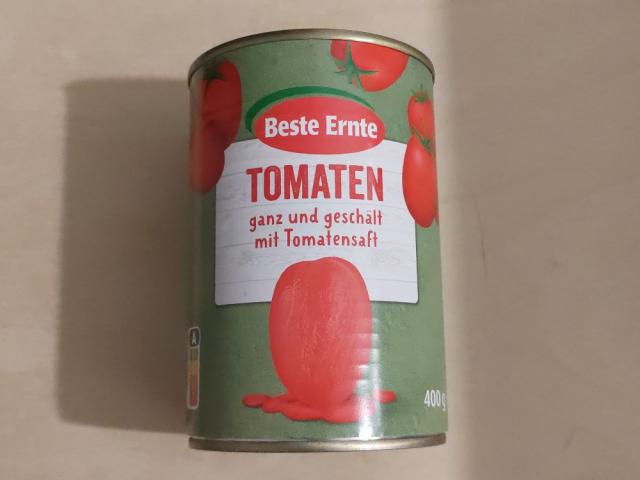 Beste Ernte
TOMATEN
ganz und geschält
mit Tomatensaft
A
400 g